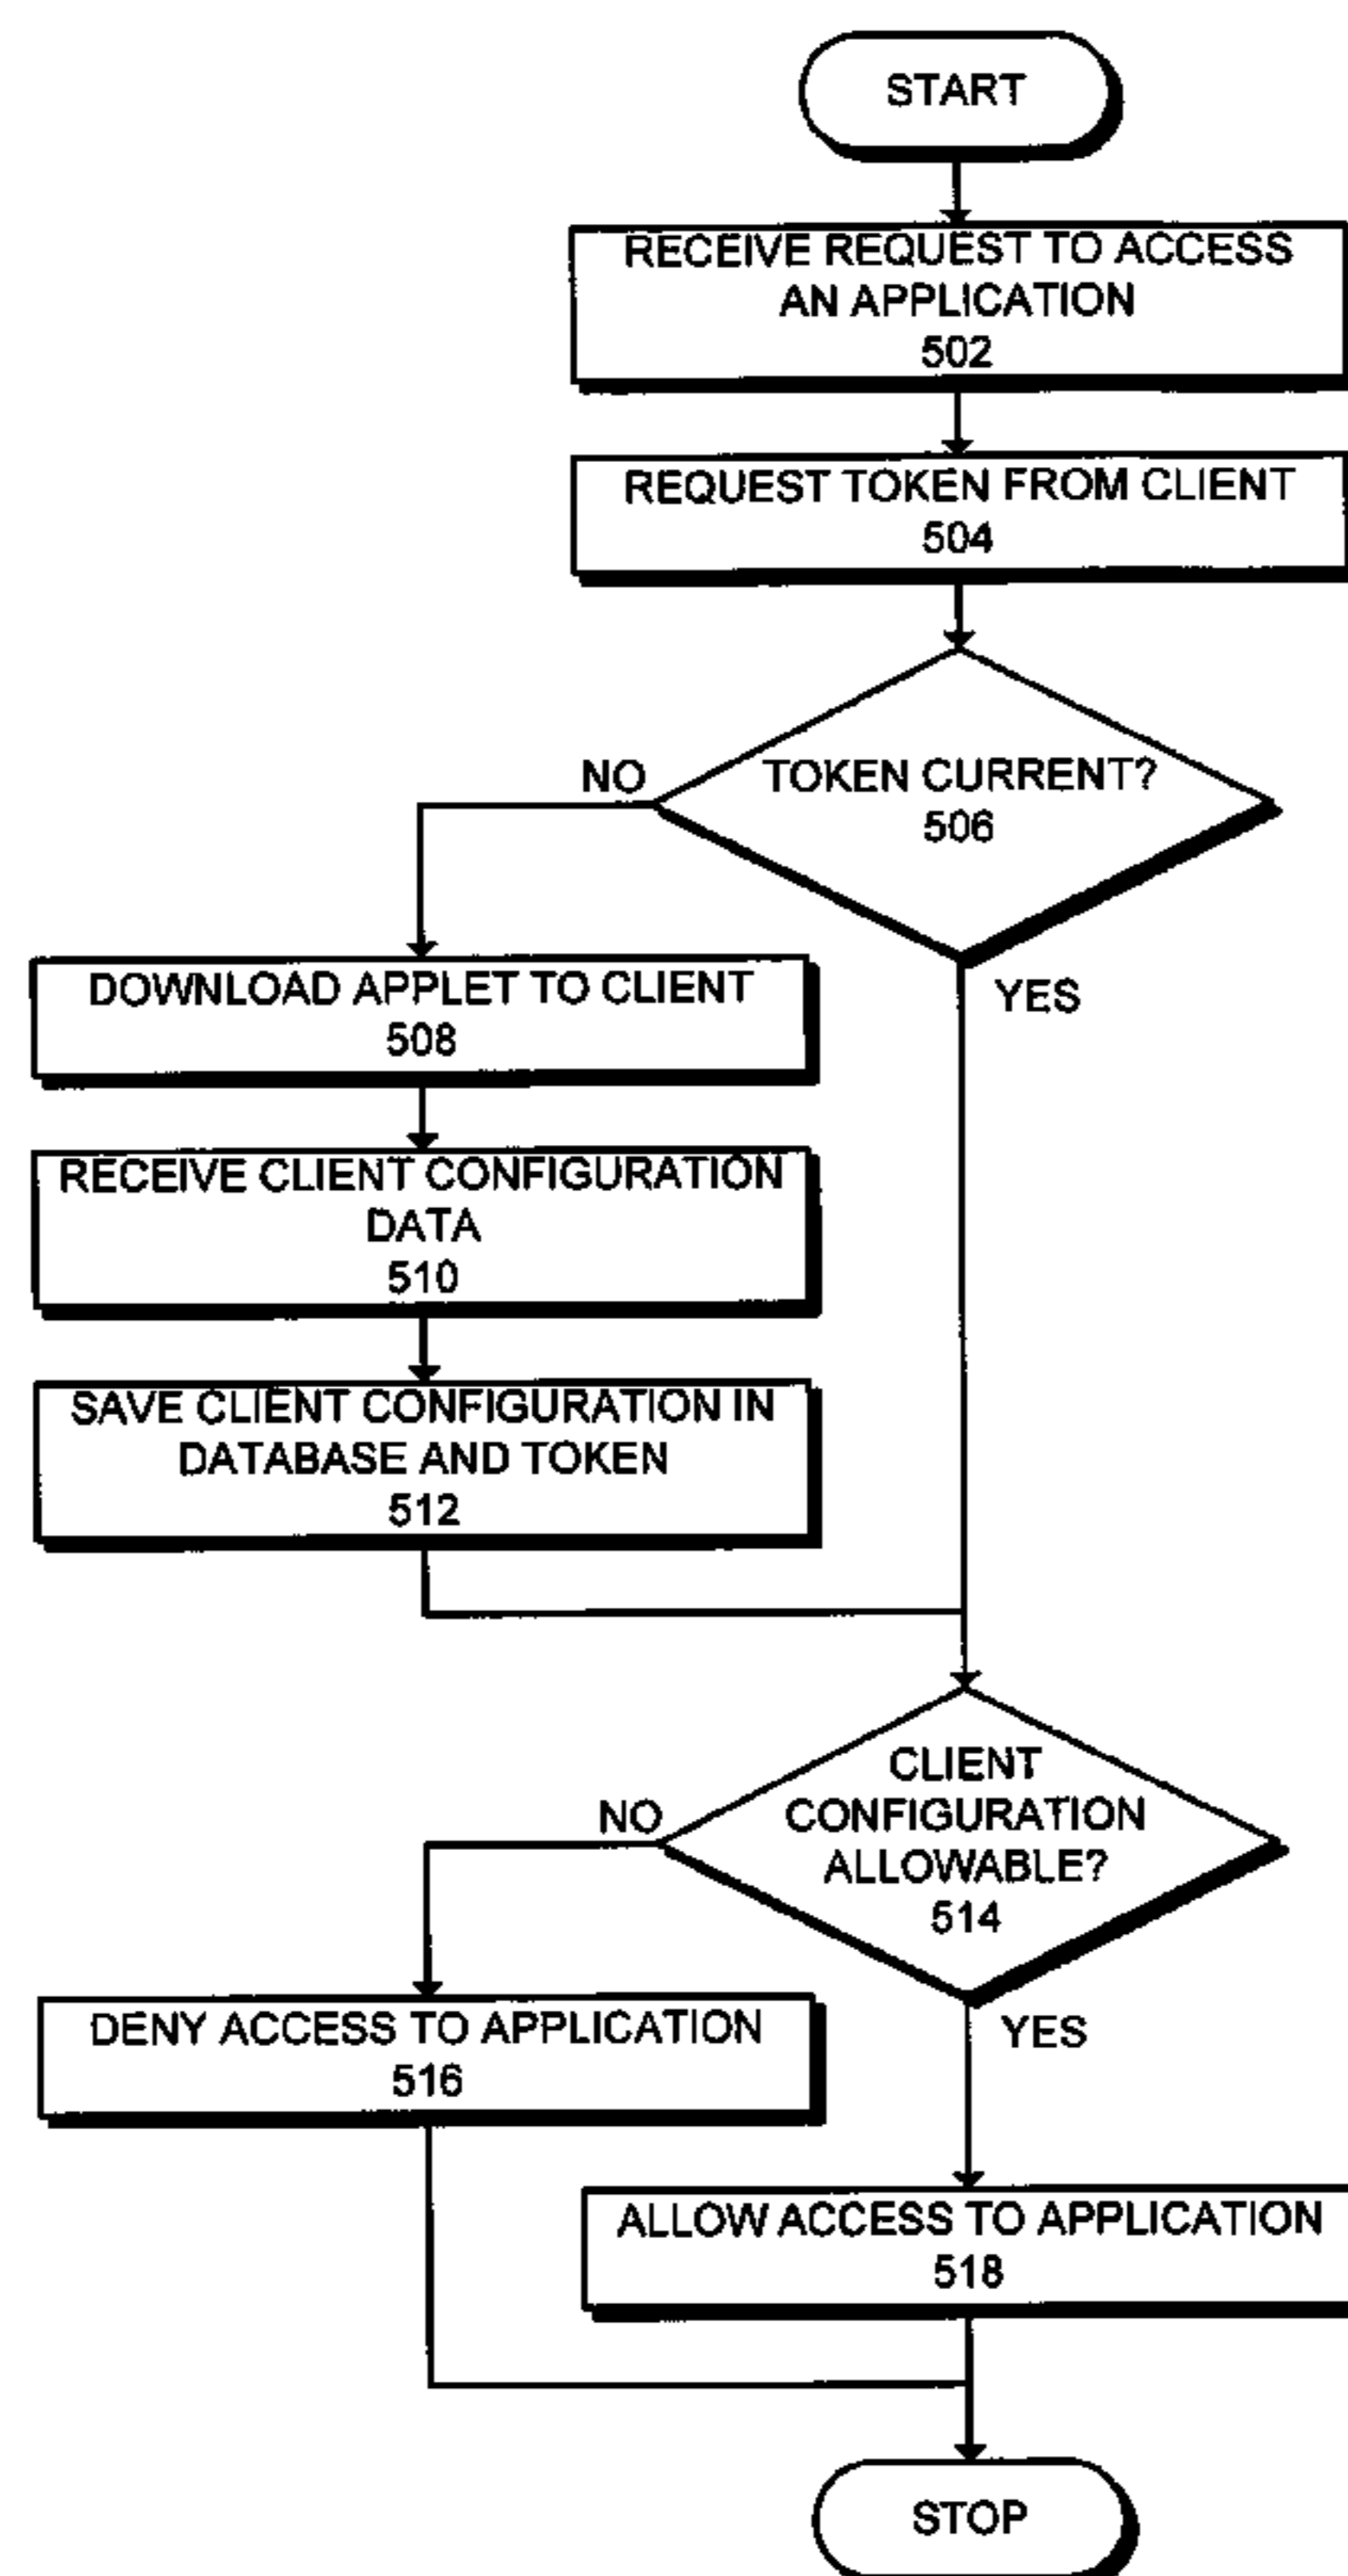 START
RECEIVE REQUEST TO ACCESS
AN APPLICATION
502
REQUEST TOKEN FROM CLIENT
504
TOKEN CURRENT?
506
NO
YES
DOWNLOAD APPLET TO CLIENT
508
RECEIVE CLIENT CONFIGURATION
DATA
510
SAVE CLIENT CONFIGURATION IN
DATABASE AND TOKEN
512
CLIENT
CONFIGURATION
ALLOWABLE?
514
NO
YES
DENY ACCESS TO APPLICATION
516
ALLOW ACCESS TO APPLICATION
518
STOP